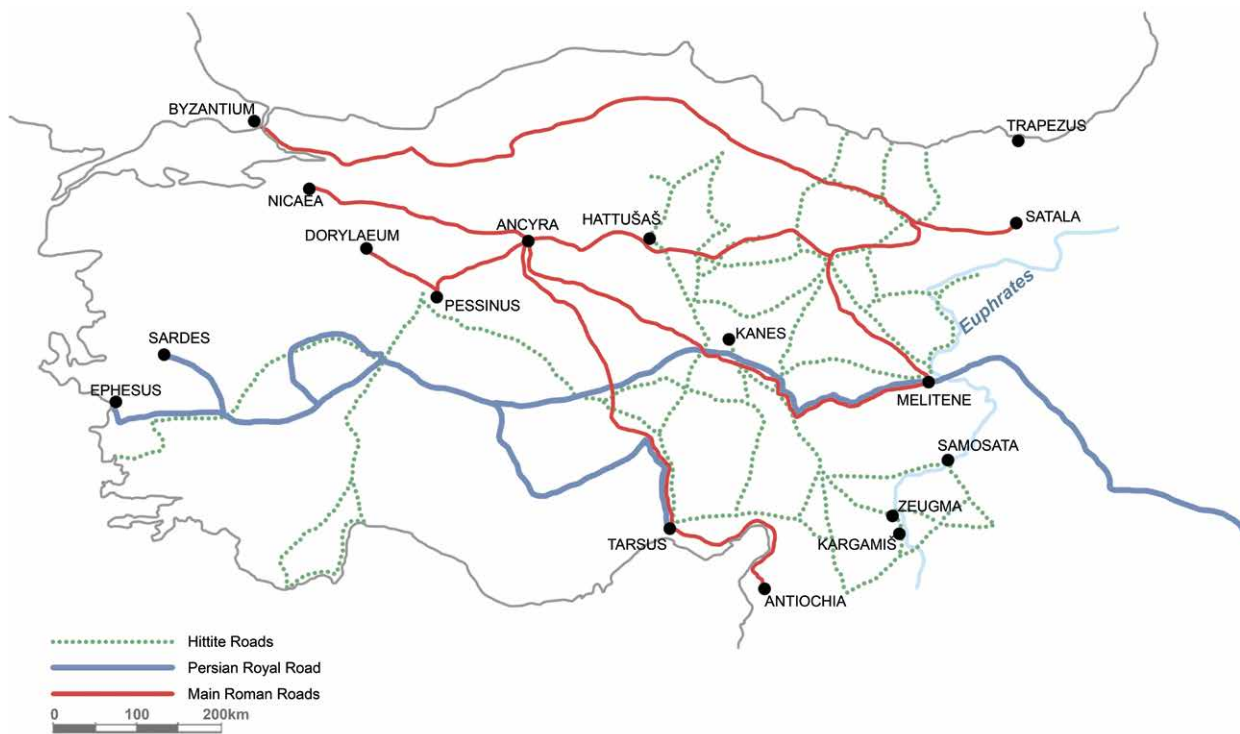 BYZANTIUM
TRAPEZUS
NICAEA
HATTUŠAŠ
SATALA
ANCYRA
DORYLAEUM
Euphrates
PESSINUS
SARDES
KANES
EPHESUS
MELITENE
SAMOSATA
ZEUGMA
TARSUS
KARGAMIŠ
ANTIOCHIA
Hittite Roads
Persian Royal Road
Main Roman Roads
0 100 200km